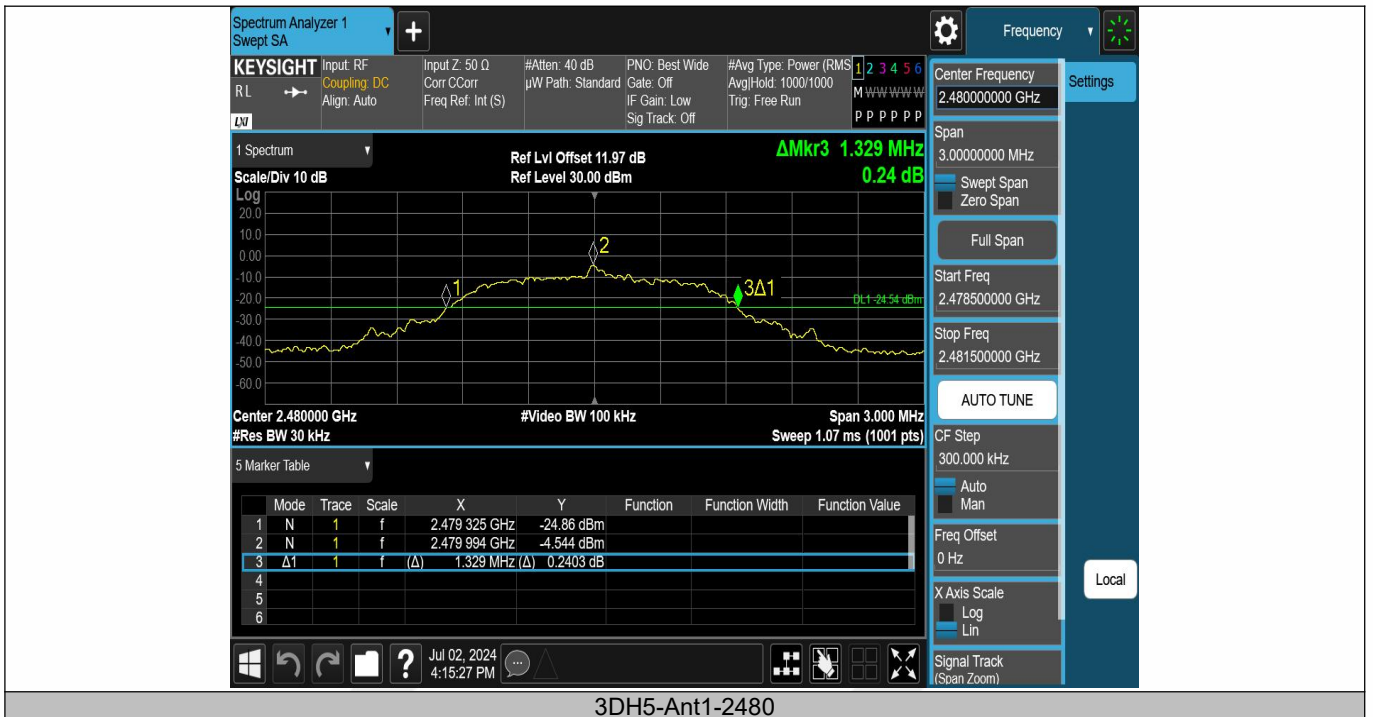 Spectrum Analyzer 1
Swept SA
+
Frequency
KEYSIGHT
RL
LXI
Input: RF
Coupling: DC
Align: Auto
Input Z: 50 Ω
Corr CCorr
Freq Ref: Int (S)
#Atten: 40 dB
µW Path: Standard
PNO: Best Wide
Gate: Off
IF Gain: Low
Sig Track: Off
#Avg Type: Power (RMS
Avg|Hold: 1000/1000
Trig: Free Run
1 2 3 4 5 6
M W W W W W
P P P P P P
1 Spectrum
Scale/Div 10 dB
Ref Lvl Offset 11.97 dB
Ref Level 30.00 dBm
ΔMkr3 1.329 MHz
0.24 dB
Log
20.0
10.0
0.00
-10.0
-20.0
-30.0
-40.0
-50.0
-60.0
1
2
3Δ1
DL1 -24.54 dBm
Center 2.480000 GHz
#Res BW 30 kHz
#Video BW 100 kHz
Span 3.000 MHz
Sweep 1.07 ms (1001 pts)
5 Marker Table
Mode Trace Scale X Y Function Function Width Function Value
1 N 1 f 2.479 325 GHz -24.86 dBm
2 N 1 f 2.479 994 GHz -4.544 dBm
3 Δ1 1 f (Δ) 1.329 MHz (Δ) 0.2403 dB
4
5
6
Jul 02, 2024
4:15:27 PM
Center Frequency
2.480000000 GHz
Span
3.00000000 MHz
Swept Span
Zero Span
Full Span
Start Freq
2.478500000 GHz
Stop Freq
2.481500000 GHz
AUTO TUNE
CF Step
300.000 kHz
Auto
Man
Freq Offset
0 Hz
X Axis Scale
Log
Lin
Signal Track
(Span Zoom)
Settings
Local
3DH5-Ant1-2480